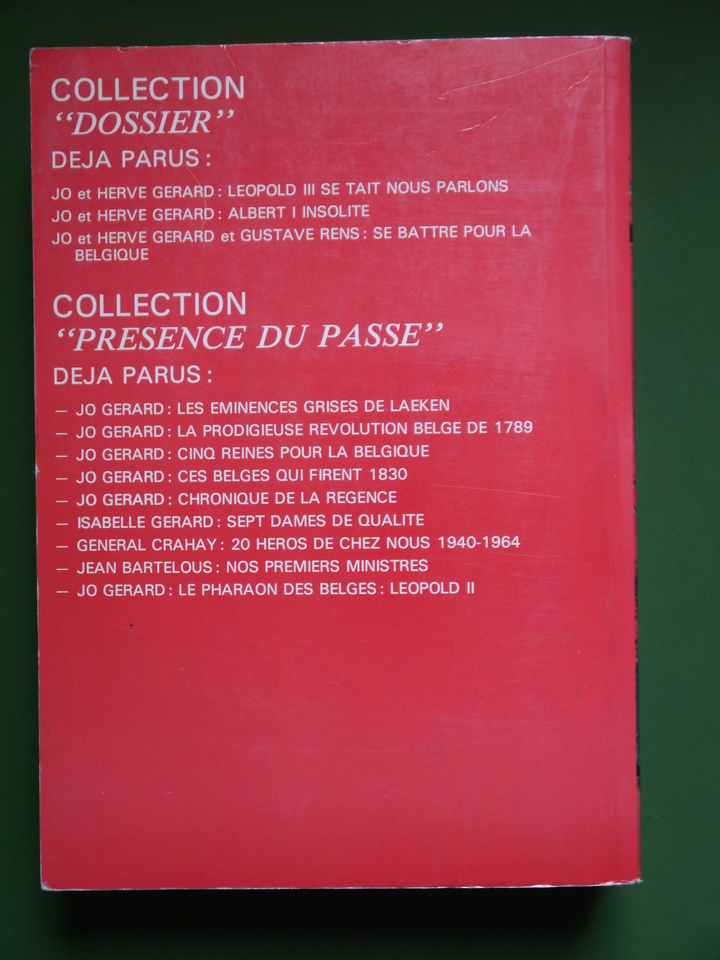 COLLECTION
“DOSSIER”
DEJA PARUS :
JO et HERVE GERARD : LEOPOLD III SE TAIT NOUS PARLONS
JO et HERVE GERARD : ALBERT I INSOLITE
JO et HERVE GERARD et GUSTAVE RENS : SE BATTRE POUR LA
BELGIQUE
COLLECTION
“PRESENCE DU PASSE”
DEJA PARUS :
— JO GERARD : LES EMINENCES GRISES DE LAEKEN
— JO GERARD : LA PRODIGIEUSE REVOLUTION BELGE DE 1789
— JO GERARD : CINQ REINES POUR LA BELGIQUE
— JO GERARD : CES BELGES QUI FIRENT 1830
— JO GERARD : CHRONIQUE DE LA REGENCE
— ISABELLE GERARD : SEPT DAMES DE QUALITE
— GENERAL CRAHAY : 20 HEROS DE CHEZ NOUS 1940-1964
— JEAN BARTELOUS : NOS PREMIERS MINISTRES
— JO GERARD : LE PHARAON DES BELGES : LEOPOLD II